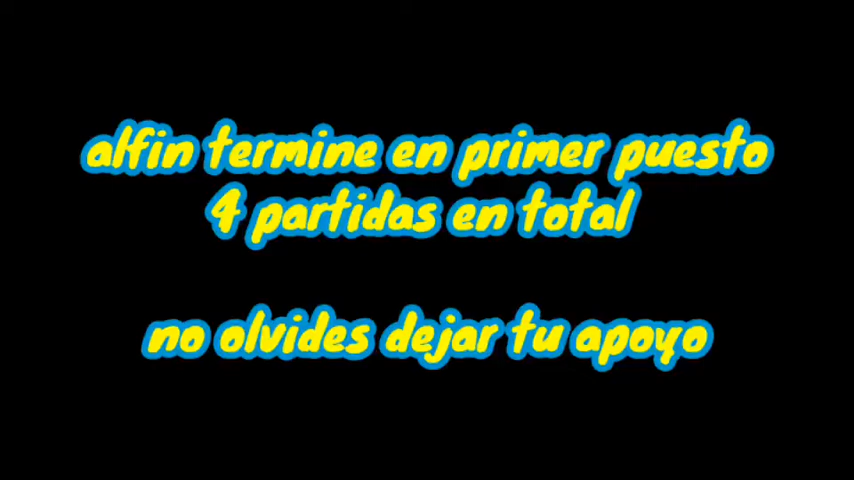 alfin termine en primer puesto
4 partidas en total
no olvides dejar tu apoyo